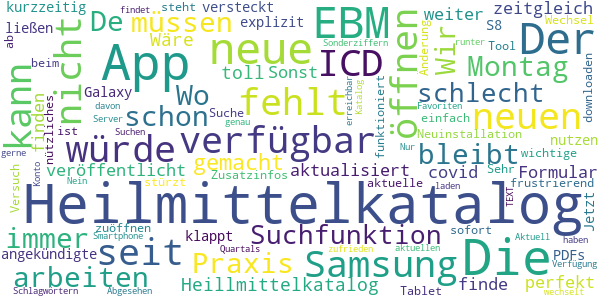 kurzzeitig steht versteckt zeitgleich
findet Sonderziffern Wechsel
ab ließen De müssen explizit weiter S8
App neue EBM ICD Der
Wäre Änderung runter Tool
beim toll Sonst Wir Montag
nicht Galaxy Wo fehlt öffnen schlecht downloaden
kann davon Server Suche genau
schon funktioniert Favoriten erreichbar Katalog
finden nützliches ist würde verfügbar einfach Neuinstallation neuen
gerne Suchen veröffentlicht gemacht aktualisiert bleibt wichtige nutzen
Versuch Konto Nein stürzt Zusatzinfos aktuelle covid Nur Sehr Formular
Heilmittelkatalog
immer zuöffnen klappt Suchfunktion sofort TEXT laden frustrierend Jetzt
angekündigte Smartphone Quartals zufrieden aktuellen Aktuell haben PDFs
seit Praxis Samsung Die Verfügung
arbeiten Heillmittelkatalog finde perfekt
Schlagwörtern Abgesehen Tablet wechselt